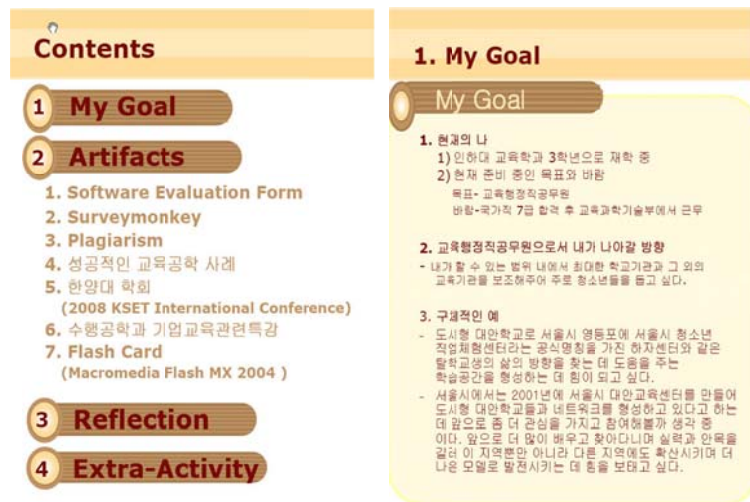 Contents
1 My Goal
2 Artifacts
1. Software Evaluation Form
2. Surveymonkey
3. Plagiarism
4. 성공적인 교육공학 사례
5. 한양대 학회
(2008 KSET International Conference)
6. 수행공학과 기업교육관련특강
7. Flash Card
(Macromedia Flash MX 2004 )
3 Reflection
4 Extra-Activity
1. My Goal
My Goal
1. 현재의 나
1) 인하대 교육학과 3학년으로 재학 중
2) 현재 준비 중인 목표와 바람
목표- 교육행정직공무원
바람-국가직 7급 합격 후 교육과학기술부에서 근무
2. 교육행정직공무원으로서 내가 나아갈 방향
- 내가 할 수 있는 범위 내에서 최대한 학교기관과 그 외의
교육기관을 보조해주어 주로 청소년들을 돕고 싶다.
3. 구체적인 예
- 도시형 대안학교로 서울시 영등포에 서울시 청소년
직업체험센터라는 공식명칭을 가진 하자센터와 같은
탈학교생의 삶의 방향을 찾는 데 도움을 주는
학습공간을 형성하는 데 힘이 되고 싶다.
- 서울시에서는 2001년에 서울시 대안교육센터를 만들어
도시형 대안학교들과 네트워크를 형성하고 있다고 하는
데 앞으로 좀 더 관심을 가지고 참여해볼까 생각 중
이다. 앞으로 더 많이 배우고 찾아다니며 실력과 안목을
길러 이 지역뿐만 아니라 다른 지역에도 확산시키며 더
나은 모델로 발전시키는 데 힘을 보태고 싶다.